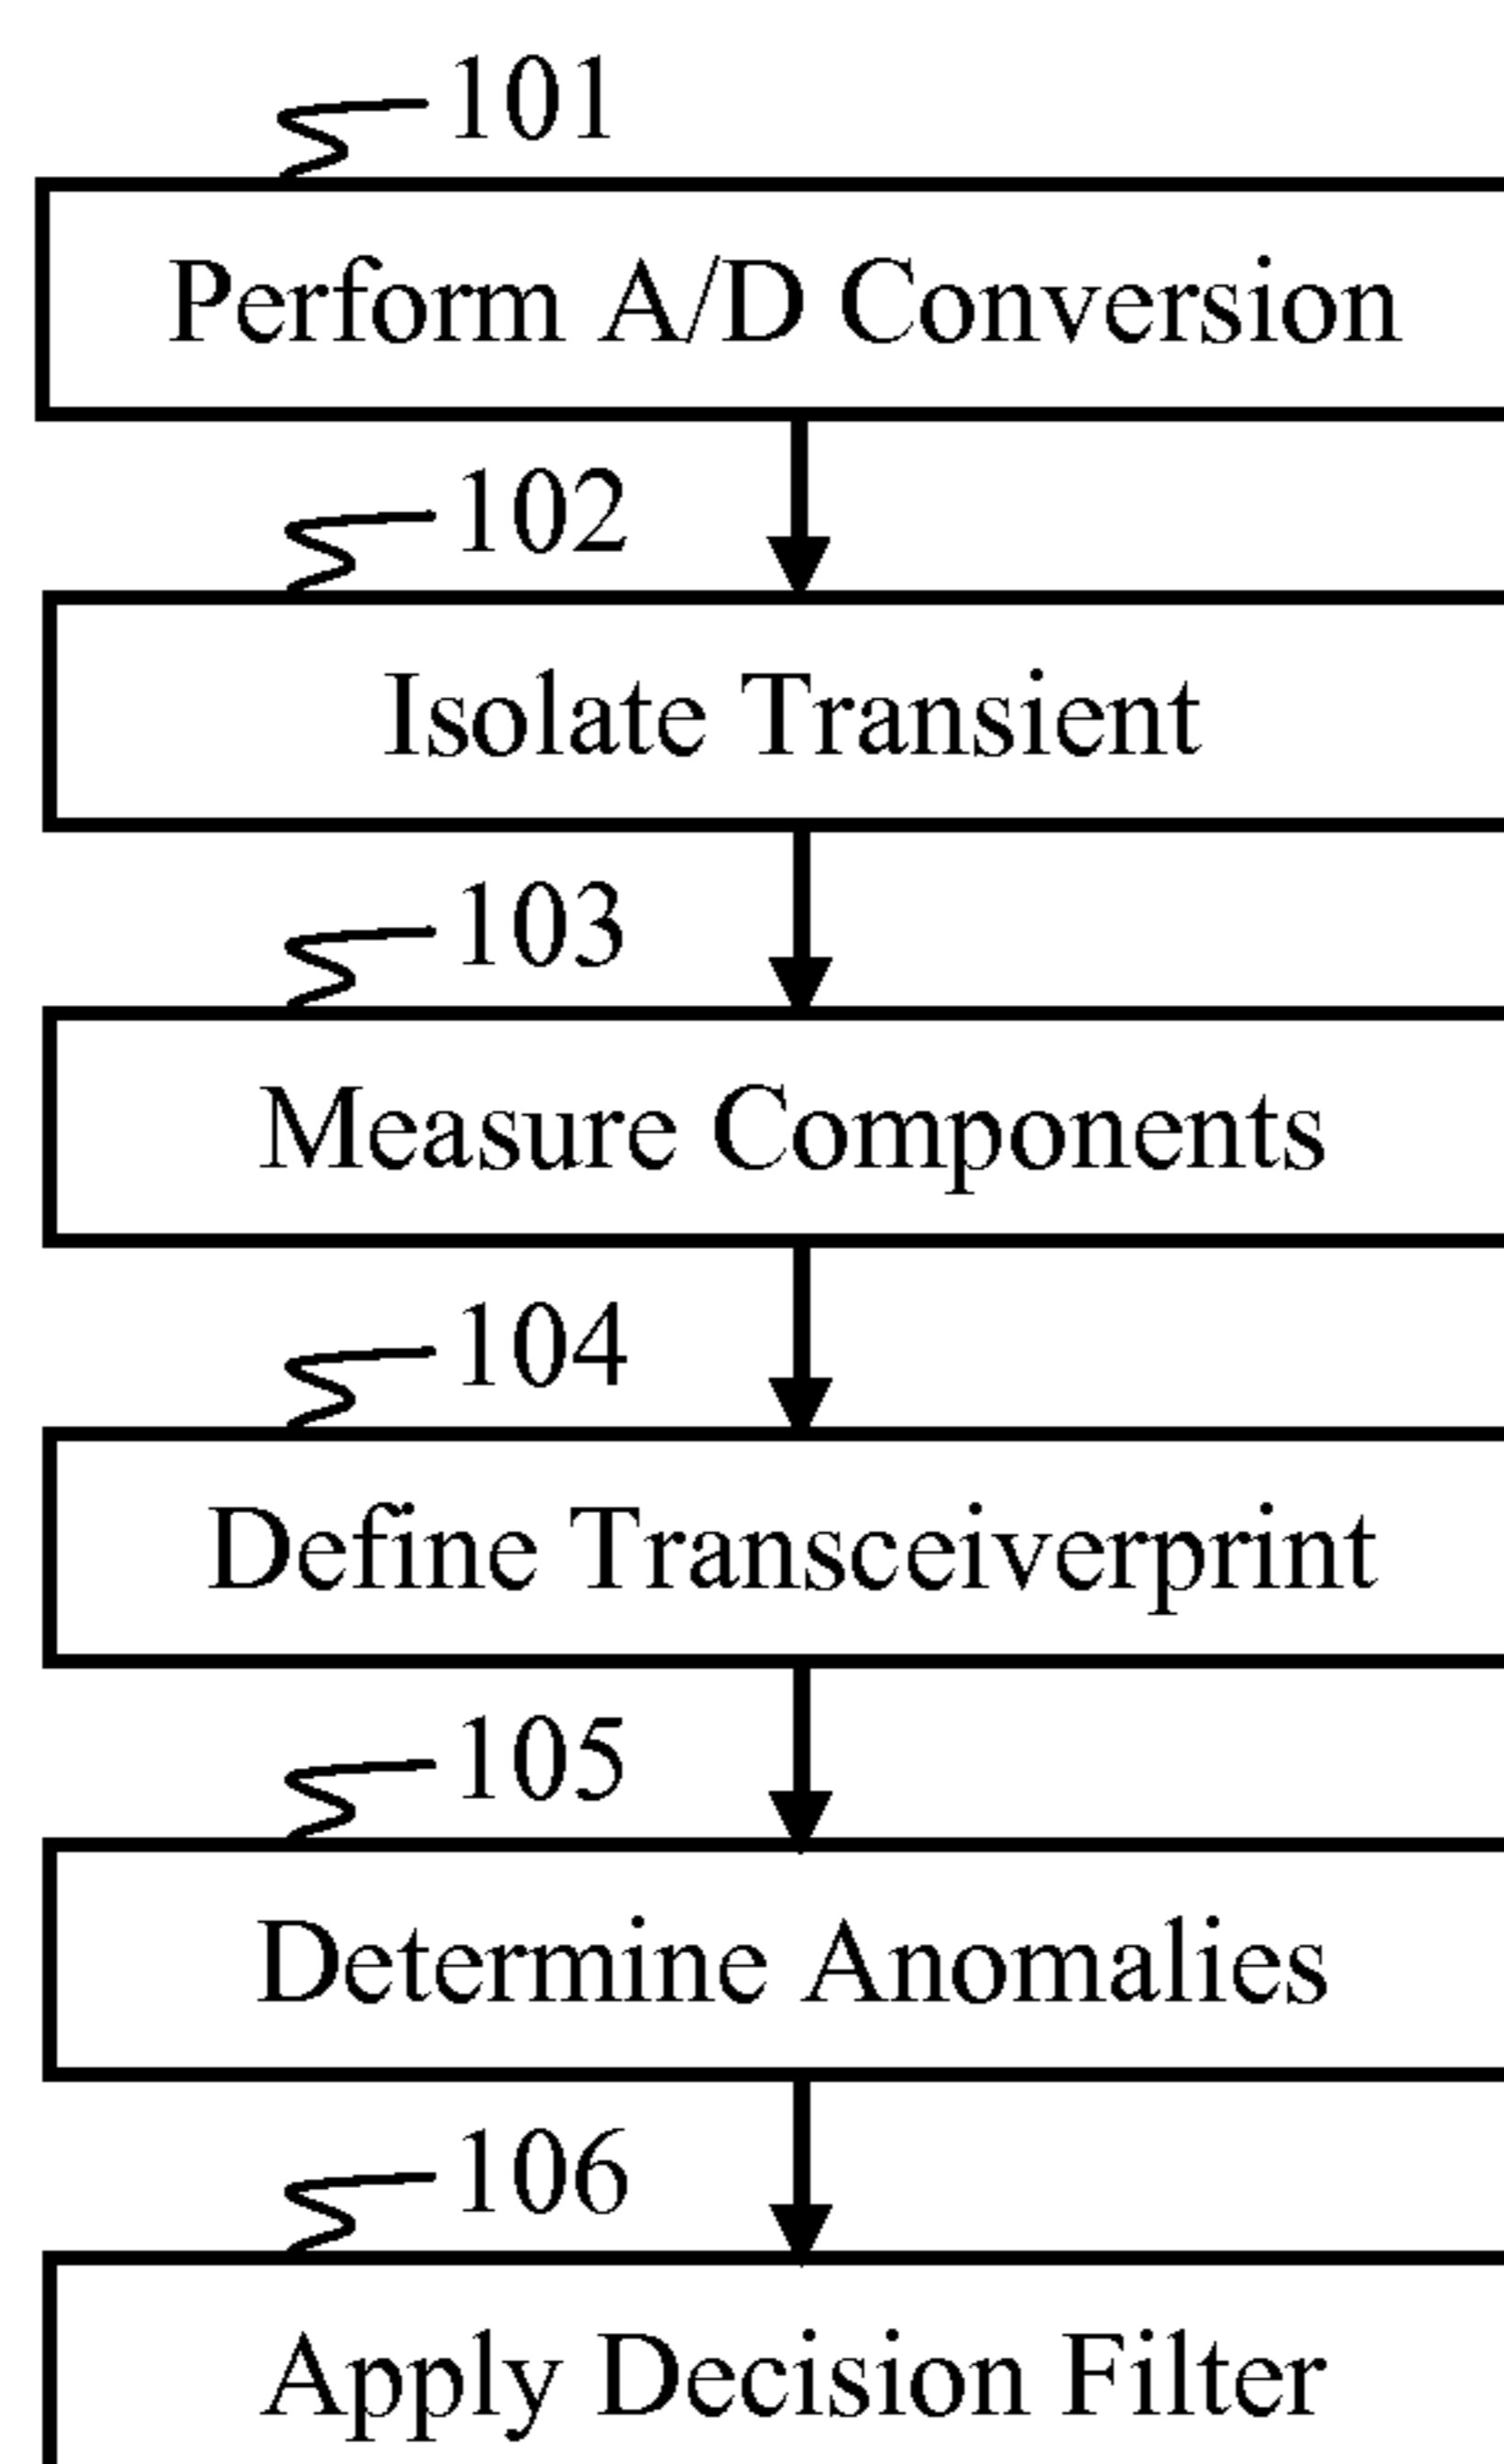 101
Perform A/D Conversion
102
Isolate Transient
103
Measure Components
104
Define Transceiverprint
105
Determine Anomalies
106
Apply Decision Filter